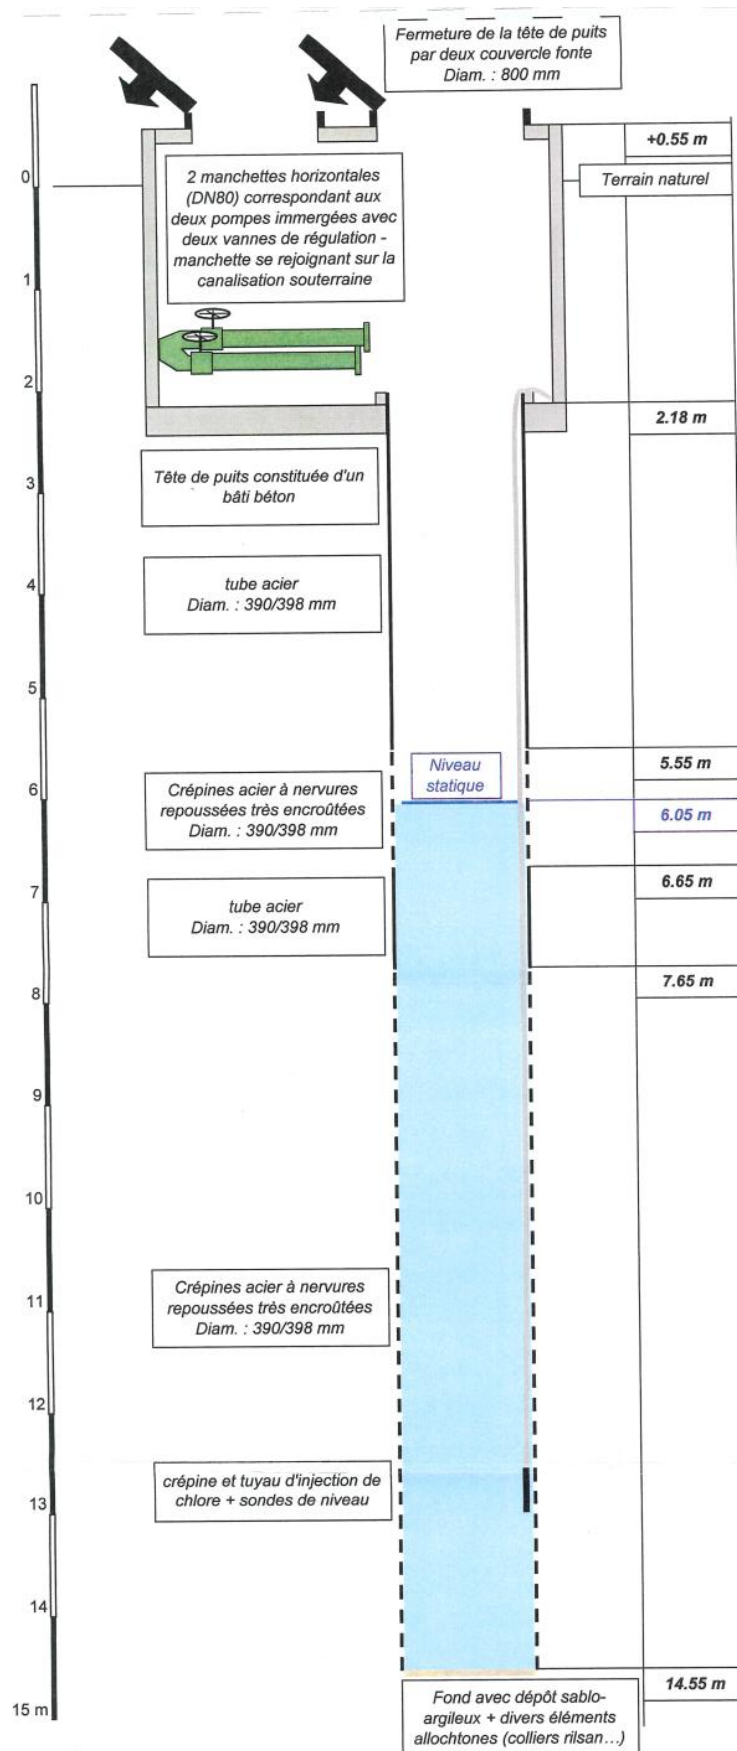 Fermeture de la tête de puits
par deux couvercle fonte
Diam. : 800 mm
+0.55 m
0
Terrain naturel
2 manchettes horizontales
(DN80) correspondant aux
deux pompes immergées avec
deux vannes de régulation -
manchette se rejoignant sur la
canalisation souterraine
1
2
2.18 m
3
Tête de puits constituée d'un
bâti béton
4
tube acier
Diam. : 390/398 mm
5
5.55 m
Niveau
statique
6
Crépines acier à nervures
repoussées très encroûtées
Diam. : 390/398 mm
6.05 m
6.65 m
7
tube acier
Diam. : 390/398 mm
7.65 m
8
9
10
11
Crépines acier à nervures
repoussées très encroûtées
Diam. : 390/398 mm
12
13
crépine et tuyau d'injection de
chlore + sondes de niveau
14
14.55 m
15 m
Fond avec dépôt sablo-
argileux + divers éléments
allochtones (colliers rilsan…)